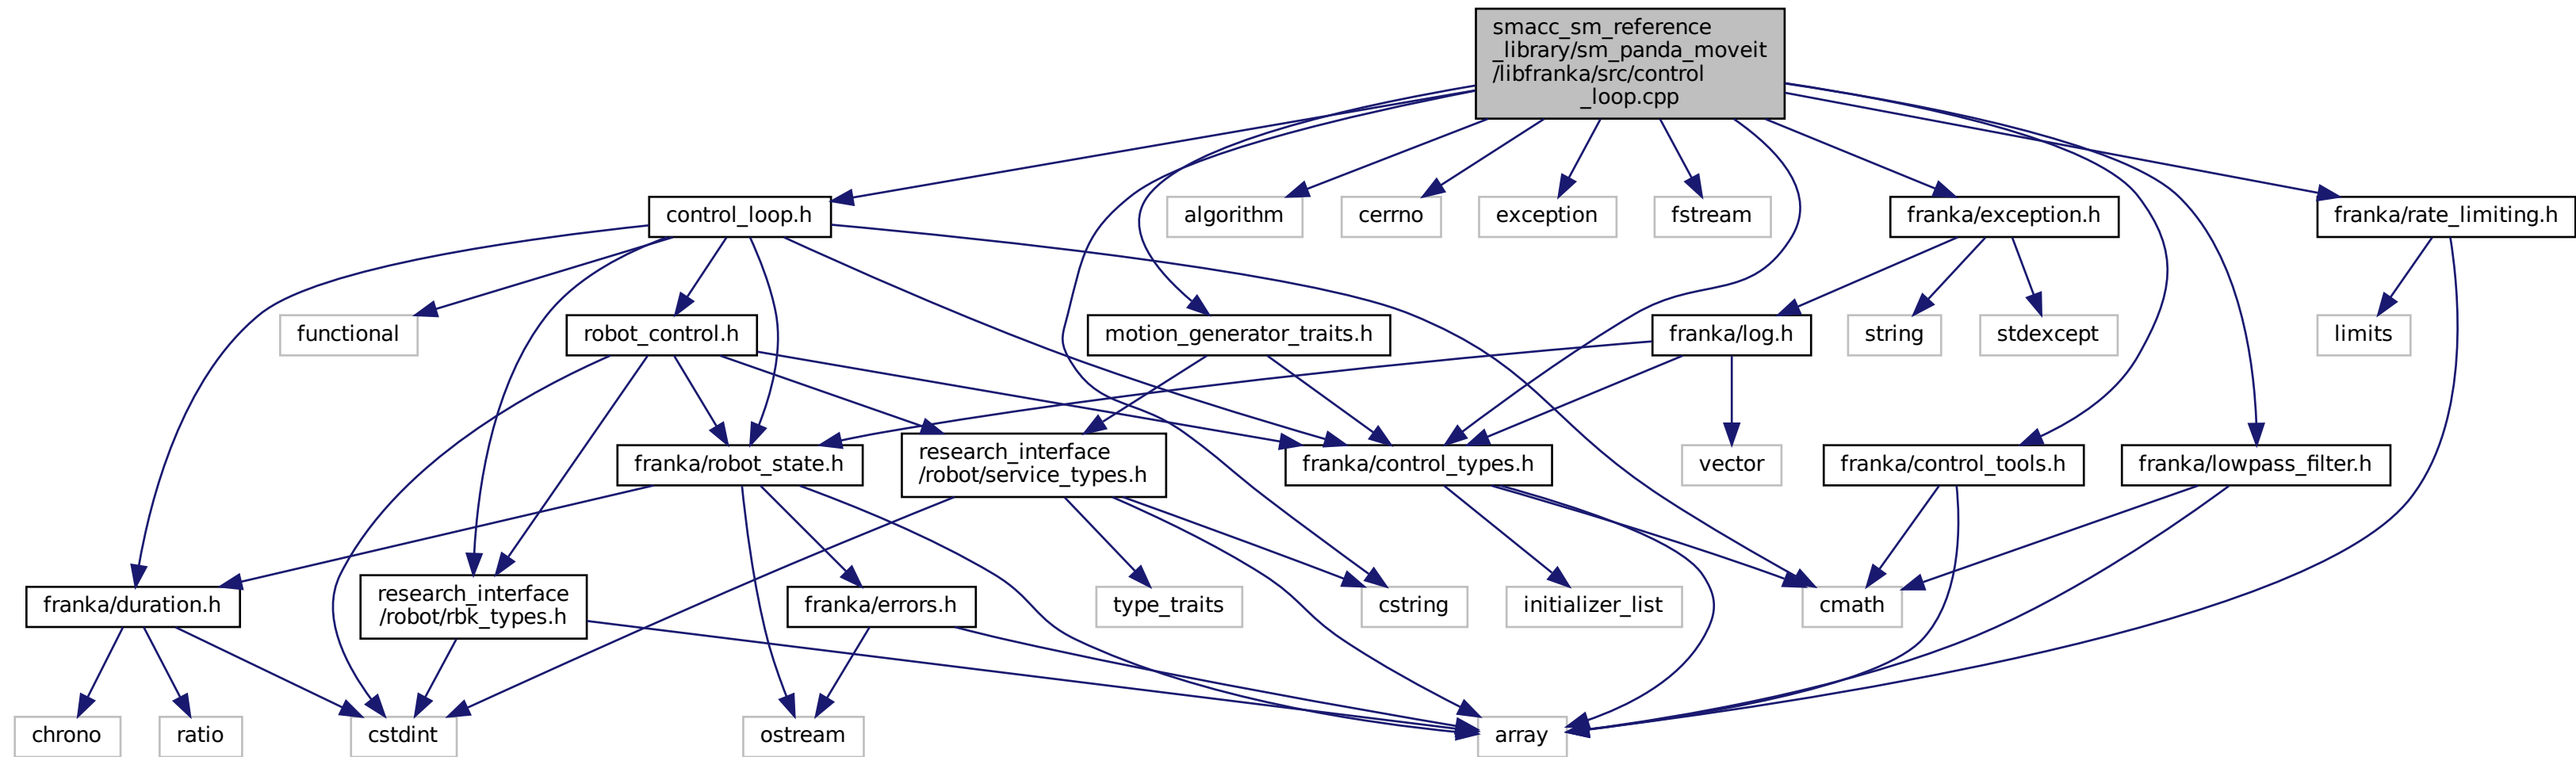 smacc_sm_reference
_library/sm_panda_moveit
/libfranka/src/control
_loop.cpp
control_loop.h
algorithm
cerrno
exception
fstream
franka/exception.h
franka/rate_limiting.h
functional
robot_control.h
motion_generator_traits.h
franka/log.h
string
stdexcept
limits
franka/robot_state.h
research_interface
/robot/service_types.h
franka/control_types.h
vector
franka/control_tools.h
franka/lowpass_filter.h
franka/duration.h
research_interface
/robot/rbk_types.h
franka/errors.h
type_traits
cstring
initializer_list
cmath
chrono
ratio
cstdint
ostream
array